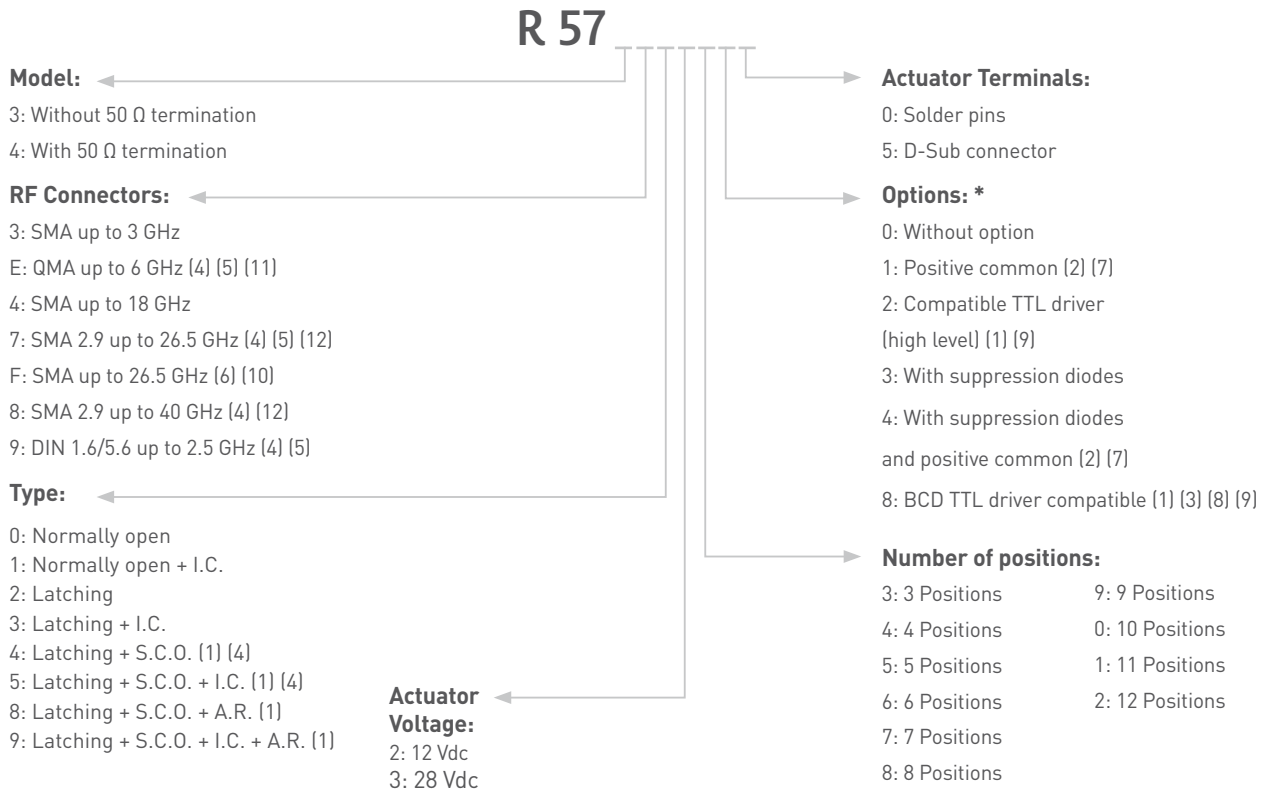 R 57
Model:
3: Without 50 Ω termination
4: With 50 Ω termination
RF Connectors:
3: SMA up to 3 GHz
E: QMA up to 6 GHz (4) (5) (11)
4: SMA up to 18 GHz
7: SMA 2.9 up to 26.5 GHz (4) (5) (12)
F: SMA up to 26.5 GHz (6) (10)
8: SMA 2.9 up to 40 GHz (4) (12)
9: DIN 1.6/5.6 up to 2.5 GHz (4) (5)
Type:
0: Normally open
1: Normally open + I.C.
2: Latching
3: Latching + I.C.
4: Latching + S.C.O. (1) (4)
5: Latching + S.C.O. + I.C. (1) (4)
8: Latching + S.C.O. + A.R. (1)
9: Latching + S.C.O. + I.C. + A.R. (1)
Actuator
Voltage:
2: 12 Vdc
3: 28 Vdc
Actuator Terminals:
0: Solder pins
5: D-Sub connector
Options: *
0: Without option
1: Positive common (2) (7)
2: Compatible TTL driver
(high level) (1) (9)
3: With suppression diodes
4: With suppression diodes
and positive common (2) (7)
8: BCD TTL driver compatible (1) (3) (8) (9)
Number of positions:
3: 3 Positions
4: 4 Positions
5: 5 Positions
6: 6 Positions
7: 7 Positions
8: 8 Positions
9: 9 Positions
0: 10 Positions
1: 11 Positions
2: 12 Positions